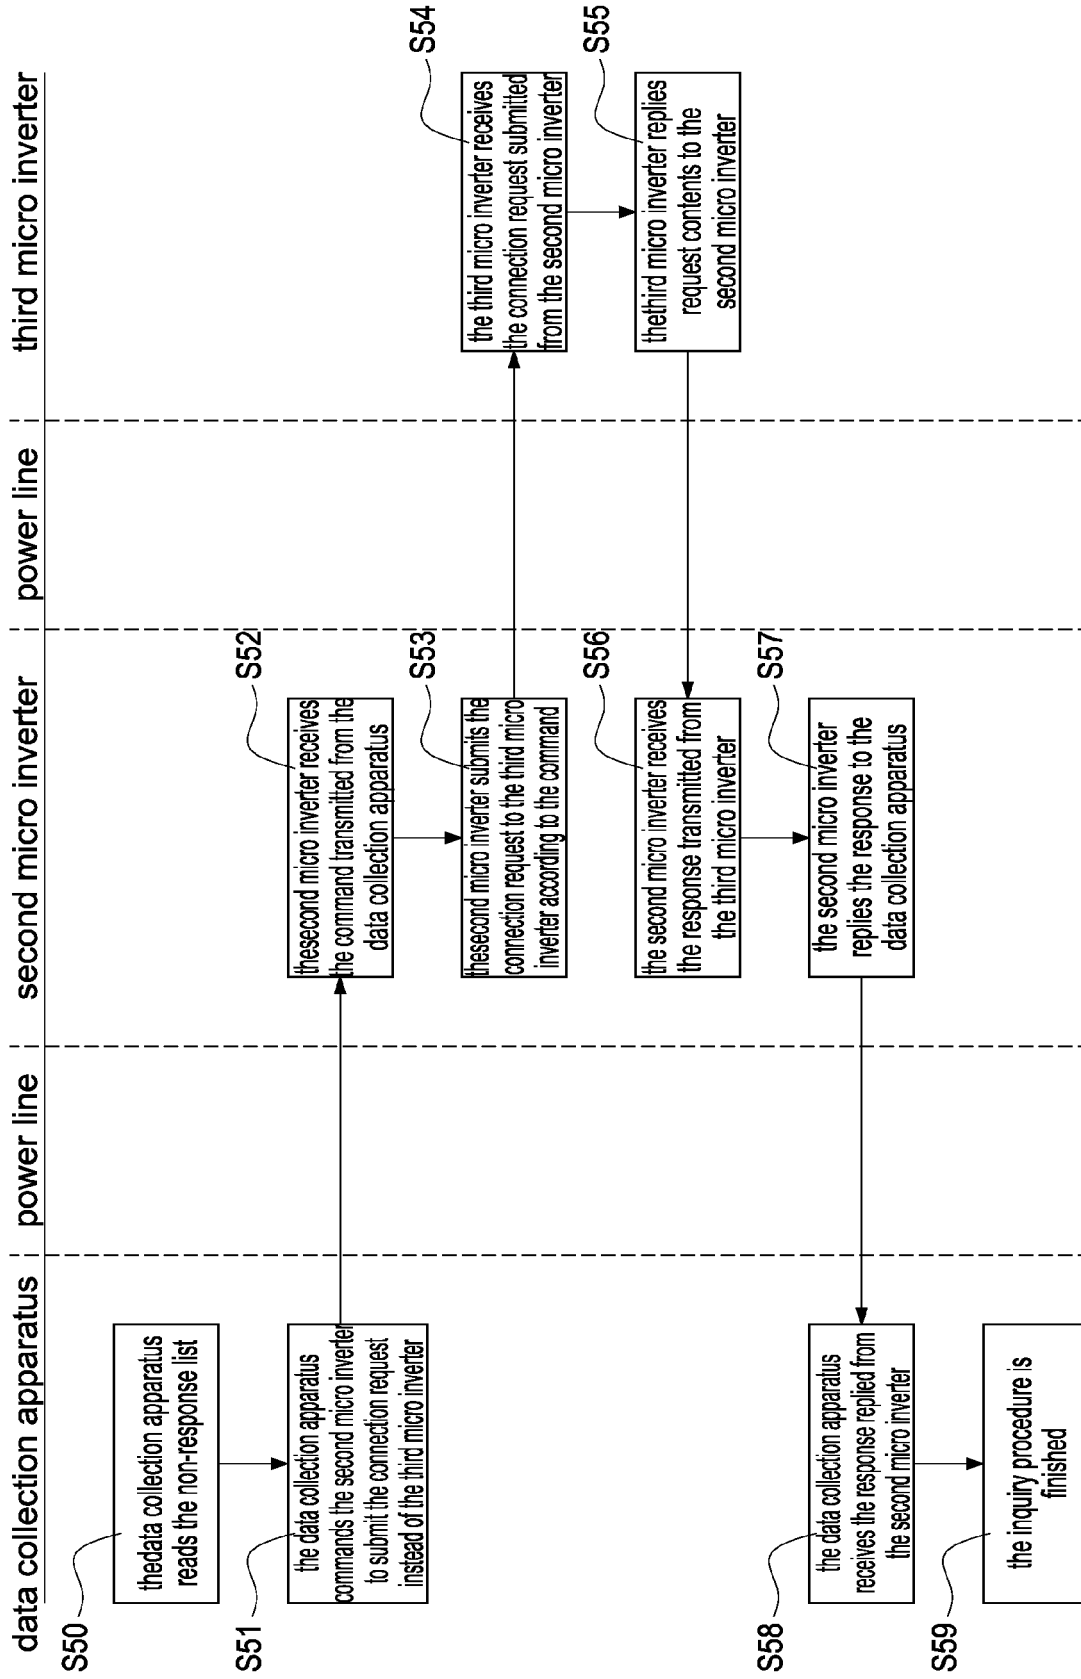 data collection apparatus
power line
second micro inverter
power line
third micro inverter
S50
thedata collection apparatus
reads the non-response list
S51
the data collection apparatus
commands the second micro inverter
to submit the connection request
instead of the third micro inverter
S52
thesecond micro inverter receives
the command transmitted from the
data collection apparatus
S53
thesecond micro inverter submits the
connection request to the third micro
inverter according to the command
S54
the third micro inverter receives
the connection request submitted
from the second micro inverter
S55
thethird micro inverter replies
request contents to the
second micro inverter
S56
the second micro inverter receives
the response transmitted from
the third micro inverter
S57
the second micro inverter
replies the response to the
data collection apparatus
S58
the data collection apparatus
receives the response replied from
the second micro inverter
S59
the inquiry procedure is
finished